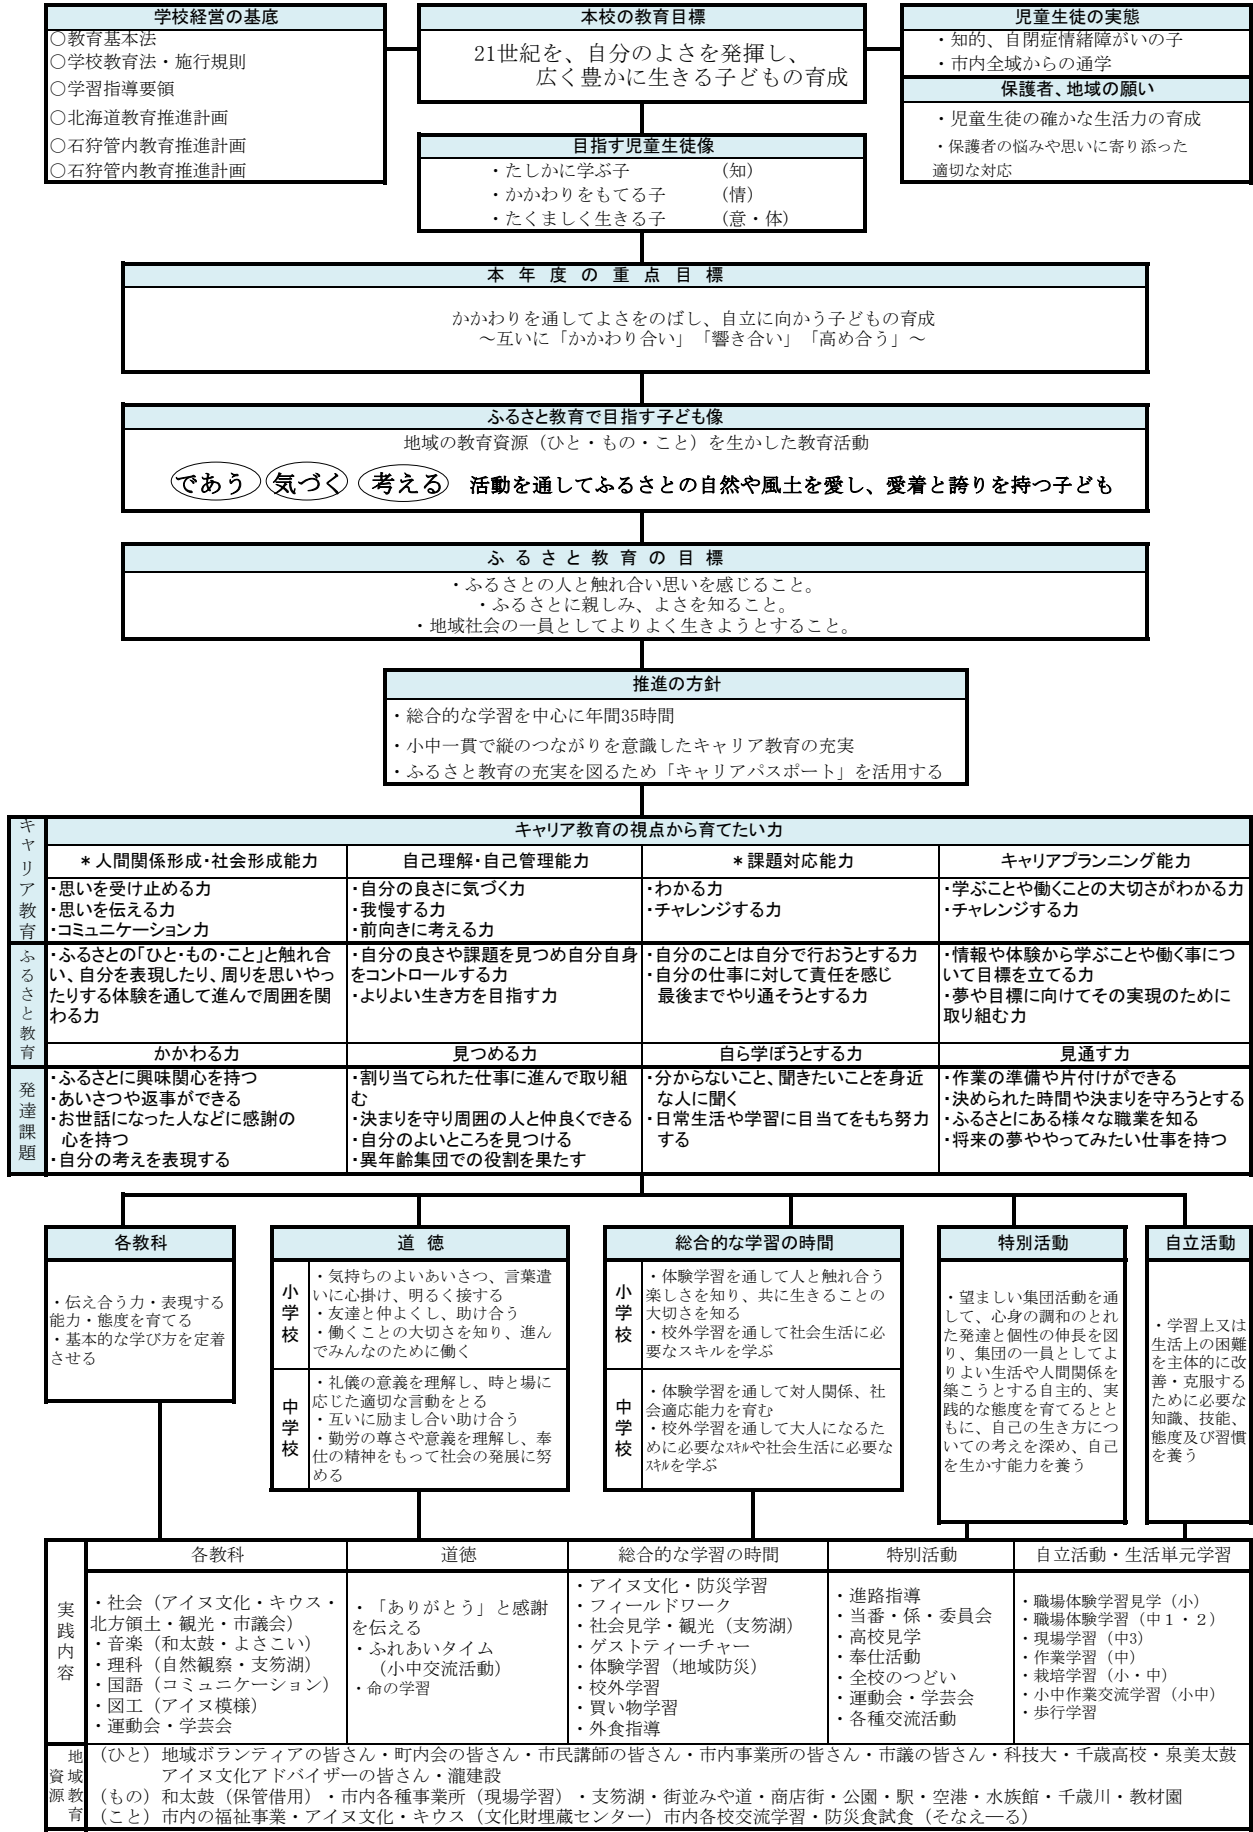 学校経営の基底
○教育基本法
○学校教育法・施行規則
○学習指導要領
○北海道教育推進計画
○石狩管内教育推進計画
○石狩管内教育推進計画
本校の教育目標
21世紀を、自分のよさを発揮し、
広く豊かに生きる子どもの育成
児童生徒の実態
・知的、自閉症情緒障がいの子
・市内全域からの通学
保護者、地域の願い
・児童生徒の確かな生活力の育成
・保護者の悩みや思いに寄り添った
適切な対応
目指す児童生徒像
・たしかに学ぶ子 （知）
・かかわりをもてる子 （情）
・たくましく生きる子 （意・体）
本年度の重点目標
かかわりを通してよさをのばし、自立に向かう子どもの育成
～互いに「かかわり合い」「響き合い」「高め合う」～
ふるさと教育で目指す子ども像
地域の教育資源（ひと・もの・こと）を生かした教育活動
であう 気づく 考える 活動を通してふるさとの自然や風土を愛し、愛着と誇りを持つ子ども
ふるさと教育の目標
・ふるさとの人と触れ合い思いを感じること。
・ふるさとに親しみ、よさを知ること。
・地域社会の一員としてよりよく生きようとすること。
推進の方針
・総合的な学習を中心に年間35時間
・小中一貫で縦のつながりを意識したキャリア教育の充実
・ふるさと教育の充実を図るため「キャリアパスポート」を活用する
キャリア教育
キャリア教育の視点から育てたい力
＊人間関係形成・社会形成能力
自己理解・自己管理能力
＊課題対応能力
キャリアプランニング能力
・思いを受け止める力
・思いを伝える力
・コミュニケーション力
・自分の良さに気づく力
・我慢する力
・前向きに考える力
・わかる力
・チャレンジする力
・学ぶことや働くことの大切さがわかる力
・チャレンジする力
ふるさと教育
・ふるさとの「ひと・もの・こと」と触れ合
い、自分を表現したり、周りを思いやっ
たりする体験を通して進んで周囲を関
わる力
・自分の良さや課題を見つめ自分自身
をコントロールする力
・よりよい生き方を目指す力
・自分のことは自分で行おうとする力
・自分の仕事に対して責任を感じ
最後までやり通そうとする力
・情報や体験から学ぶことや働く事につ
いて目標を立てる力
・夢や目標に向けてその実現のために
取り組む力
かかわる力
見つめる力
自ら学ぼうとする力
見通す力
発達課題
・ふるさとに興味関心を持つ
・あいさつや返事ができる
・お世話になった人などに感謝の
心を持つ
・自分の考えを表現する
・割り当てられた仕事に進んで取り組
む
・決まりを守り周囲の人と仲良くできる
・自分のよいところを見つける
・異年齢集団での役割を果たす
・分からないこと、聞きたいことを身近
な人に聞く
・日常生活や学習に目当てをもち努力
する
・作業の準備や片付けができる
・決められた時間や決まりを守ろうとする
・ふるさとにある様々な職業を知る
・将来の夢ややってみたい仕事を持つ
各教科
・伝え合う力・表現する
能力・態度を育てる
・基本的な学び方を定着
させる
道 徳
小学校
・気持ちのよいあいさつ、言葉遣
いに心掛け、明るく接する
・友達と仲よくし、助け合う
・働くことの大切さを知り、進ん
でみんなのために働く
中学校
・礼儀の意義を理解し、時と場に
応じた適切な言動をとる
・互いに励まし合い助け合う
・勤労の尊さや意義を理解し、奉
仕の精神をもって社会の発展に努
める
総合的な学習の時間
小学校
・体験学習を通して人と触れ合う
楽しさを知り、共に生きることの
大切さを知る
・校外学習を通して社会生活に必
要なスキルを学ぶ
中学校
・体験学習を通して対人関係、社
会適応能力を育む
・校外学習を通して大人になるた
めに必要なｽｷﾙや社会生活に必要な
ｽｷﾙを学ぶ
特別活動
・望ましい集団活動を通
して、心身の調和のとれ
た発達と個性の伸長を図
り、集団の一員としてよ
りよい生活や人間関係を
築こうとする自主的、実
践的な態度を育てるとと
もに、自己の生き方につ
いての考えを深め、自己
を生かす能力を養う
自立活動
・学習上又は
生活上の困難
を主体的に改
善・克服する
ために必要な
知識、技能、
態度及び習慣
を養う
実践内容
各教科
・社会（アイヌ文化・キウス・
北方領土・観光・市議会）
・音楽（和太鼓・よさこい）
・理科（自然観察・支笏湖）
・国語（コミュニケーション）
・図工（アイヌ模様）
・運動会・学芸会
道徳
・「ありがとう」と感謝
を伝える
・ふれあいタイム
（小中交流活動）
・命の学習
総合的な学習の時間
・アイヌ文化・防災学習
・フィールドワーク
・社会見学・観光（支笏湖）
・ゲストティーチャー
・体験学習（地域防災）
・校外学習
・買い物学習
・外食指導
特別活動
・進路指導
・当番・係・委員会
・高校見学
・奉仕活動
・全校のつどい
・運動会・学芸会
・各種交流活動
自立活動・生活単元学習
・職場体験学習見学（小）
・職場体験学習（中１・２）
・現場学習（中3）
・作業学習（中）
・栽培学習（小・中）
・小中作業交流学習（小中）
・歩行学習
地域教育
資源
（ひと）地域ボランティアの皆さん・町内会の皆さん・市民講師の皆さん・市内事業所の皆さん・市議の皆さん・科技大・千歳高校・泉美太鼓
アイヌ文化アドバイザーの皆さん・瀧建設
（もの）和太鼓（保管借用）・市内各種事業所（現場学習）・支笏湖・街並みや道・商店街・公園・駅・空港・水族館・千歳川・教材園
（こと）市内の福祉事業・アイヌ文化・キウス（文化財埋蔵センター）市内各校交流学習・防災食試食（そなえーる）